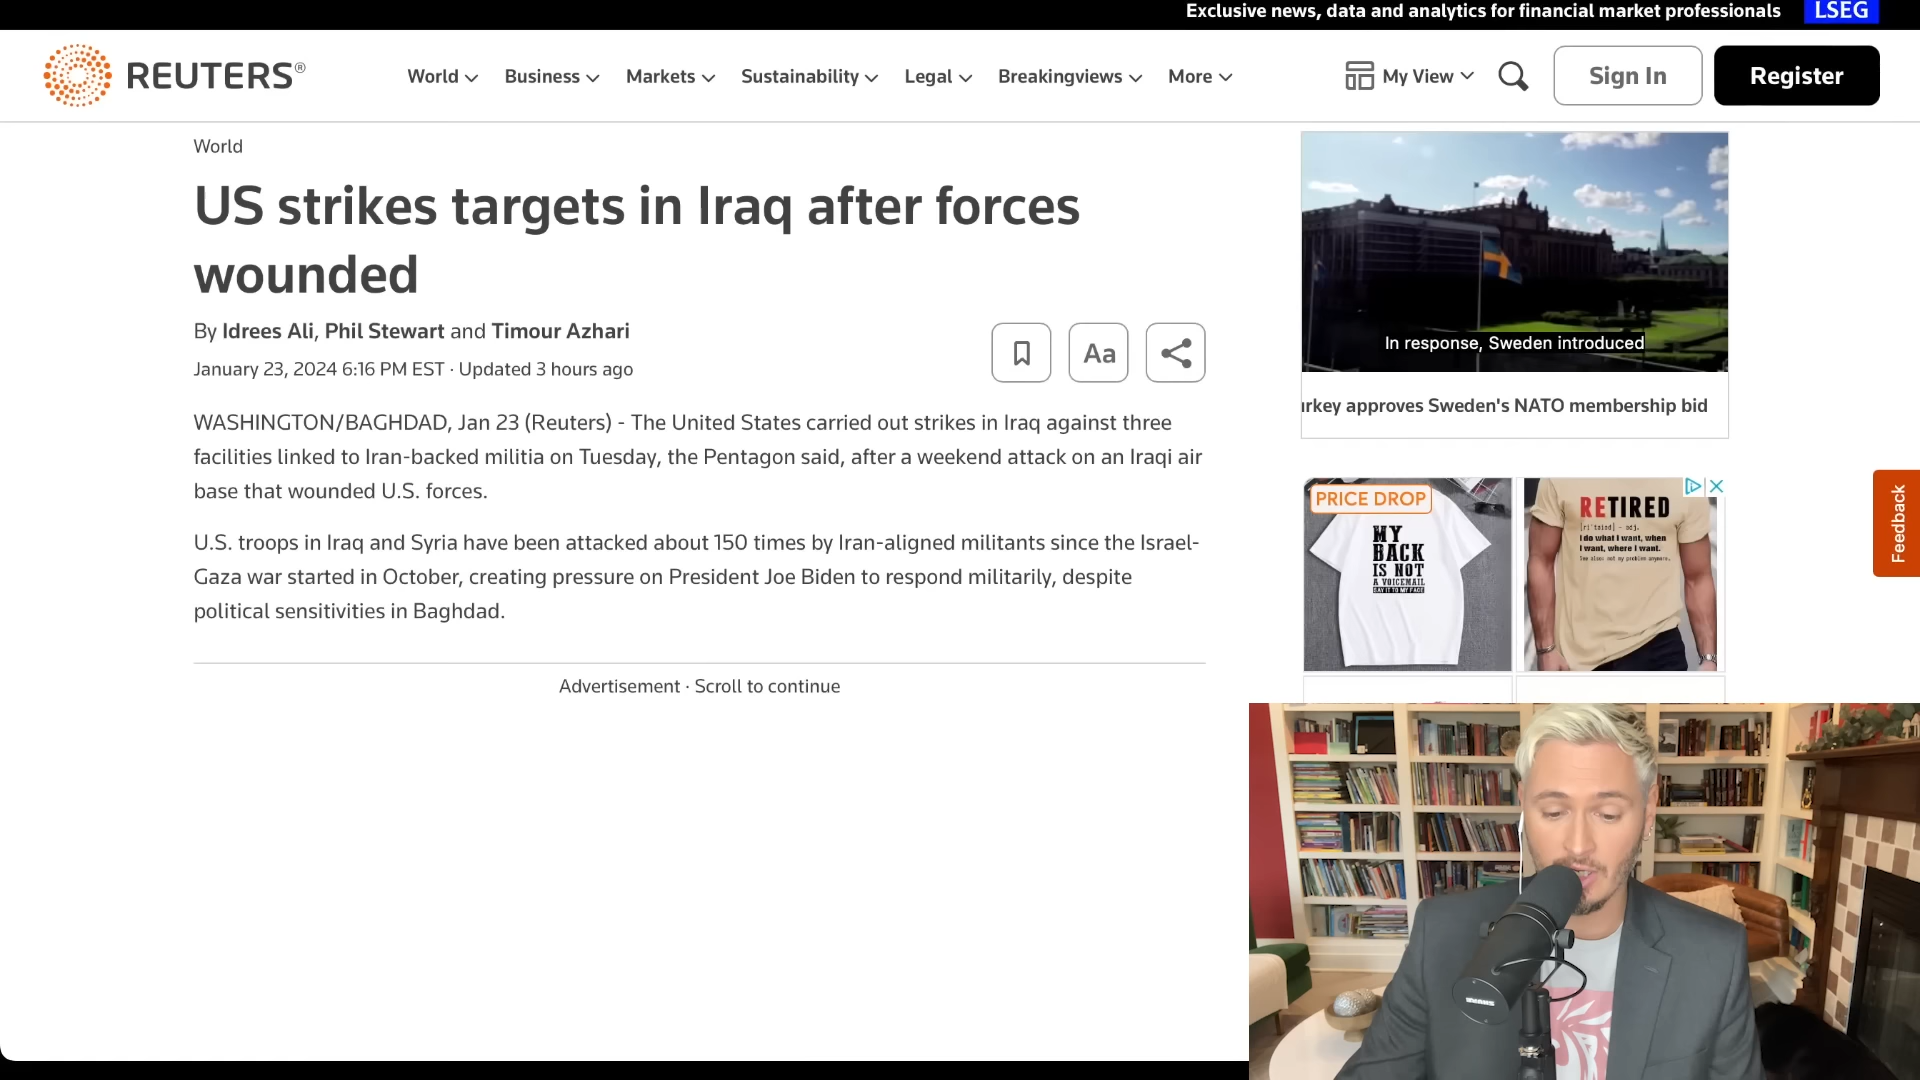 Exclusive news, data and analytics for financial market professionals LSEG
REUTERS®
World Business Markets Sustainability Legal Breakingviews More My View Sign In Register
World
US strikes targets in Iraq after forces
wounded
By Idrees Ali, Phil Stewart and Timour Azhari
January 23, 2024 6:16 PM EST · Updated 3 hours ago
Aa
WASHINGTON/BAGHDAD, Jan 23 (Reuters) - The United States carried out strikes in Iraq against three
facilities linked to Iran-backed militia on Tuesday, the Pentagon said, after a weekend attack on an Iraqi air
base that wounded U.S. forces.
U.S. troops in Iraq and Syria have been attacked about 150 times by Iran-aligned militants since the Israel-
Gaza war started in October, creating pressure on President Joe Biden to respond militarily, despite
political sensitivities in Baghdad.
Advertisement · Scroll to continue
In response, Sweden introduced
urkey approves Sweden's NATO membership bid
PRICE DROP
MY
BACK
IS NOT
A VOICEMAIL
SAY IT TO MY FACE
RETIRED
I do what I want, when
I want, where I want.
Feedback